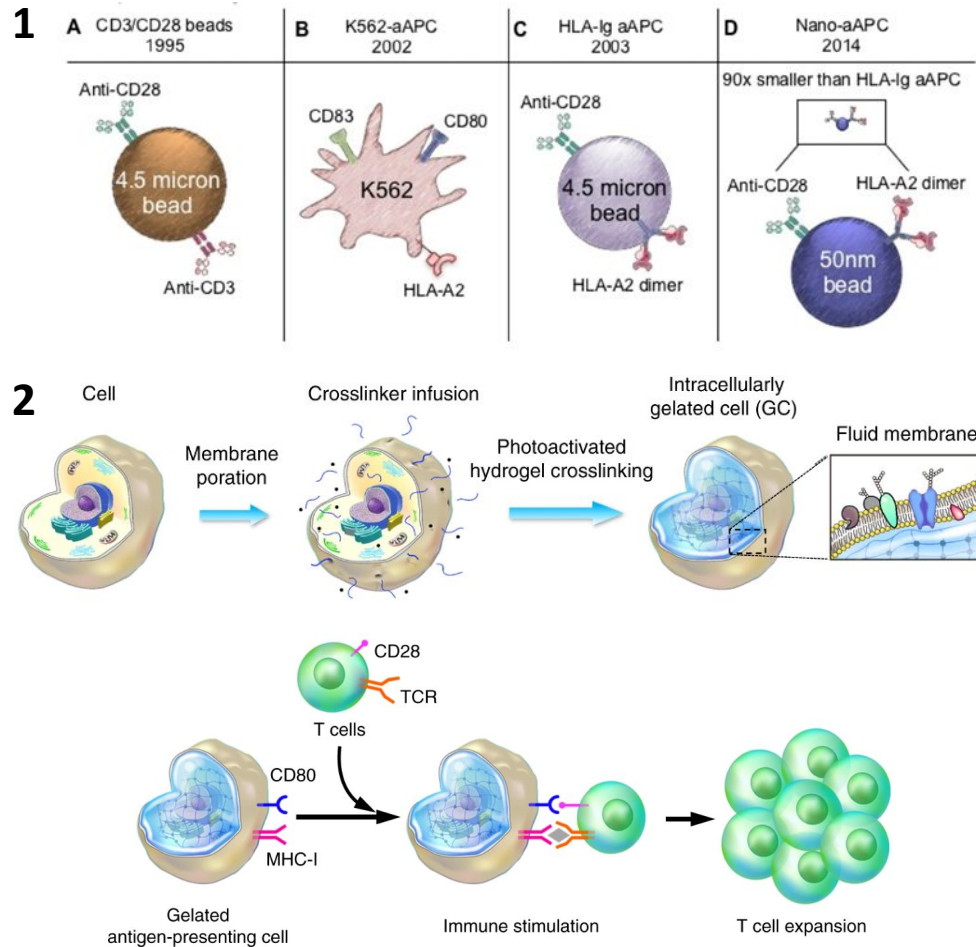 1
A
CD3/CD28 beads
1995
B
K562-aAPC
2002
C
HLA-Ig aAPC
2003
D
Nano-aAPC
2014
Anti-CD28
4.5 micron
bead
Anti-CD3
CD83
CD80
K562
HLA-A2
Anti-CD28
4.5 micron
bead
HLA-A2 dimer
90x smaller than HLA-Ig aAPC
Anti-CD28
HLA-A2 dimer
50nm
bead
2
Cell
Membrane
poration
Crosslinker infusion
Photoactivated
hydrogel crosslinking
Intracellularly
gelated cell (GC)
Fluid membrane
CD28
TCR
T cells
CD80
MHC-I
Gelated
antigen-presenting cell
Immune stimulation
T cell expansion